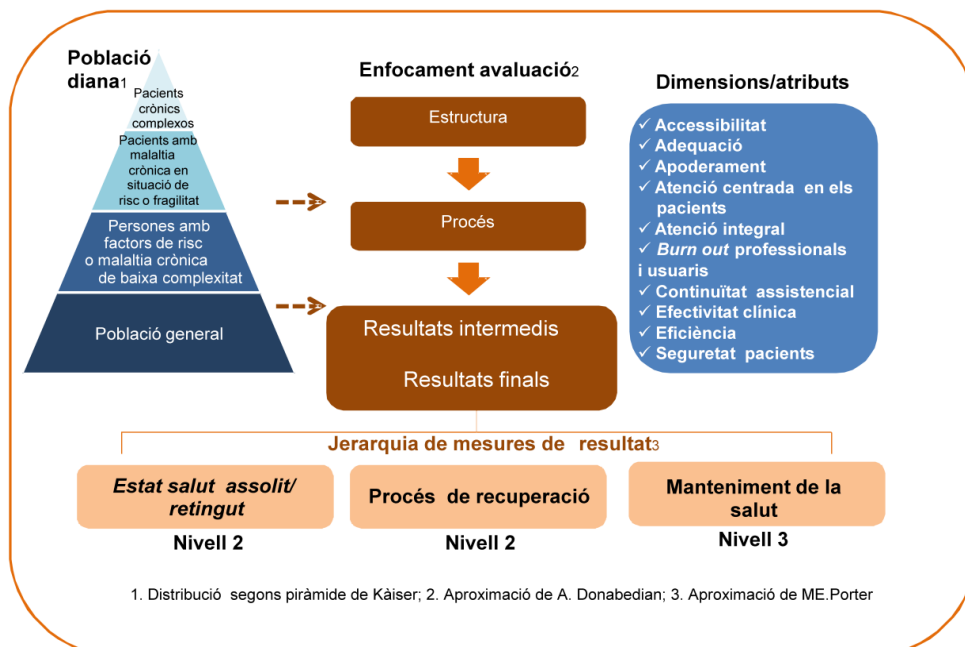 Població
diana1
Pacients
crònics
complexos
Pacients amb
malaltia
crònica en
situació de
risc o fragilitat
Persones amb
factors de risc
o malaltia crònica
de baixa complexitat
Població general
Enfocament avaluació2
Estructura
Procés
Resultats intermedis
Resultats finals
Dimensions/atributs
✓ Accessibilitat
✓ Adequació
✓ Apoderament
✓ Atenció centrada en els
pacients
✓ Atenció integral
✓ Burn out professionals
i usuaris
✓ Continuïtat assistencial
✓ Efectivitat clínica
✓ Eficiència
✓ Seguretat pacients
Jerarquia de mesures de resultat3
Estat salut assolit/
retingut
Nivell 2
Procés de recuperació
Nivell 2
Manteniment de la
salut
Nivell 3
1. Distribució segons piràmide de Kàiser; 2. Aproximació de A. Donabedian; 3. Aproximació de ME.Porter